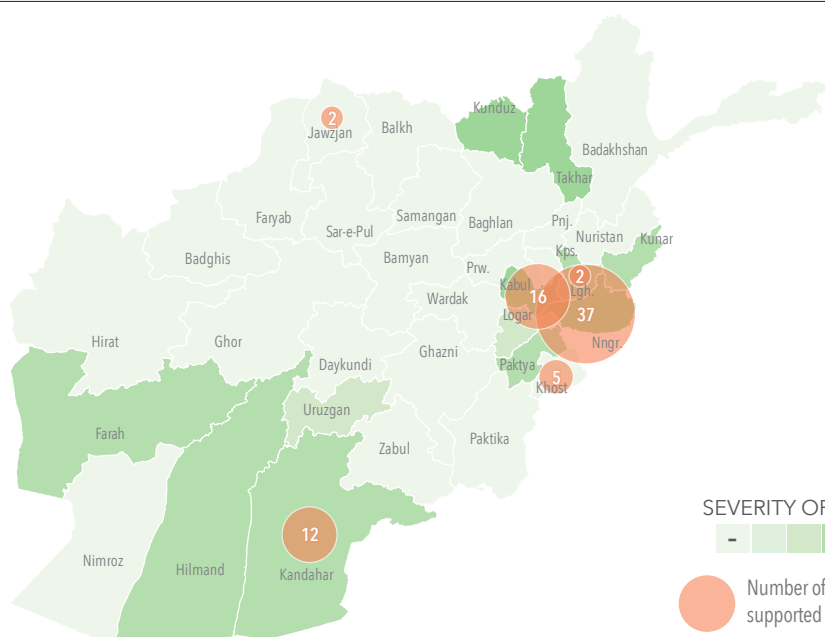 Kunduz
2
Jawzjan
Balkh
Badakhshan
Takhar
Faryab
Samangan
Baghlan
Pnj.
Sar-e-Pul
Nuristan
Kunar
Kps.
Badghis
Bamyan
Prw.
Kabul
2
Lgh.
Wardak
16
Logar
37
Hirat
Ghor
Nngr.
Ghazni
Daykundi
Paktya
5
Khost
Uruzgan
Farah
Zabul
Paktika
SEVERITY OF
-
12
Nimroz
Hilmand
Kandahar
Number of
supported